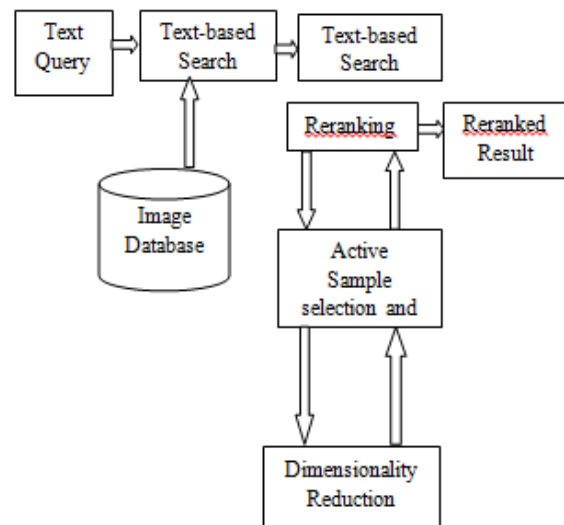 Text
Query
Text-based
Search
Text-based
Search
Reranking
Reranked
Result
Image
Database
Active
Sample
selection and
Dimensionality
Reduction